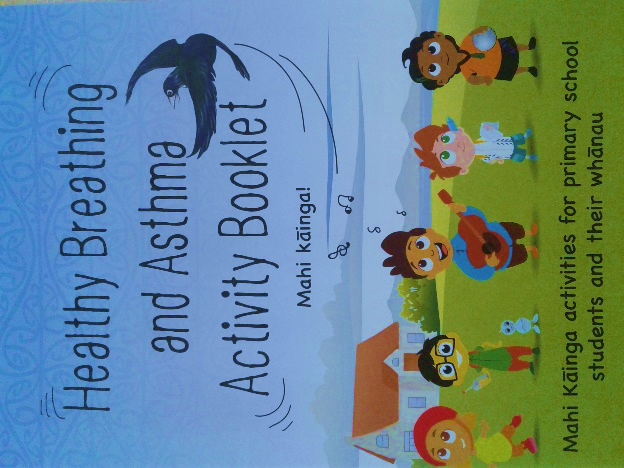 Healthy Breathing
and Asthma
Activity Booklet
Mahi Kāinga!
Mahi Kāinga activities for primary school
students and their whānau